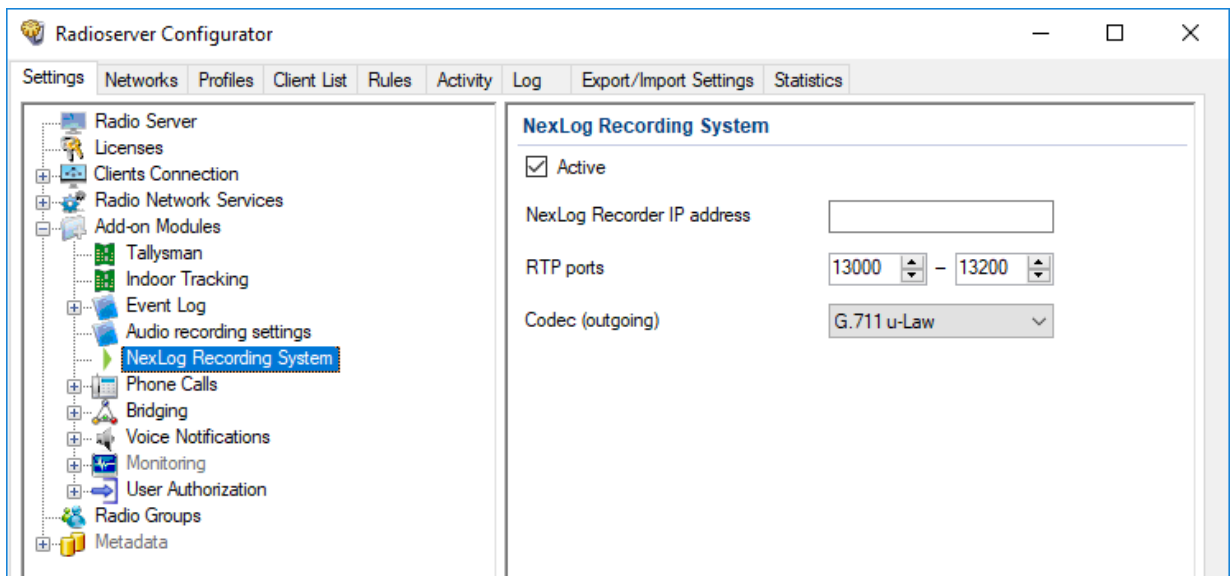 Radioserver Configurator
Settings Networks Profiles Client List Rules Activity Log Export/Import Settings Statistics
Radio Server
Licenses
Clients Connection
Radio Network Services
Add-on Modules
Tallysman
Indoor Tracking
Event Log
Audio recording settings
NexLog Recording System
Phone Calls
Bridging
Voice Notifications
Monitoring
User Authorization
Radio Groups
Metadata
NexLog Recording System
Active
NexLog Recorder IP address
RTP ports 13000 – 13200
Codec (outgoing) G.711 u-Law